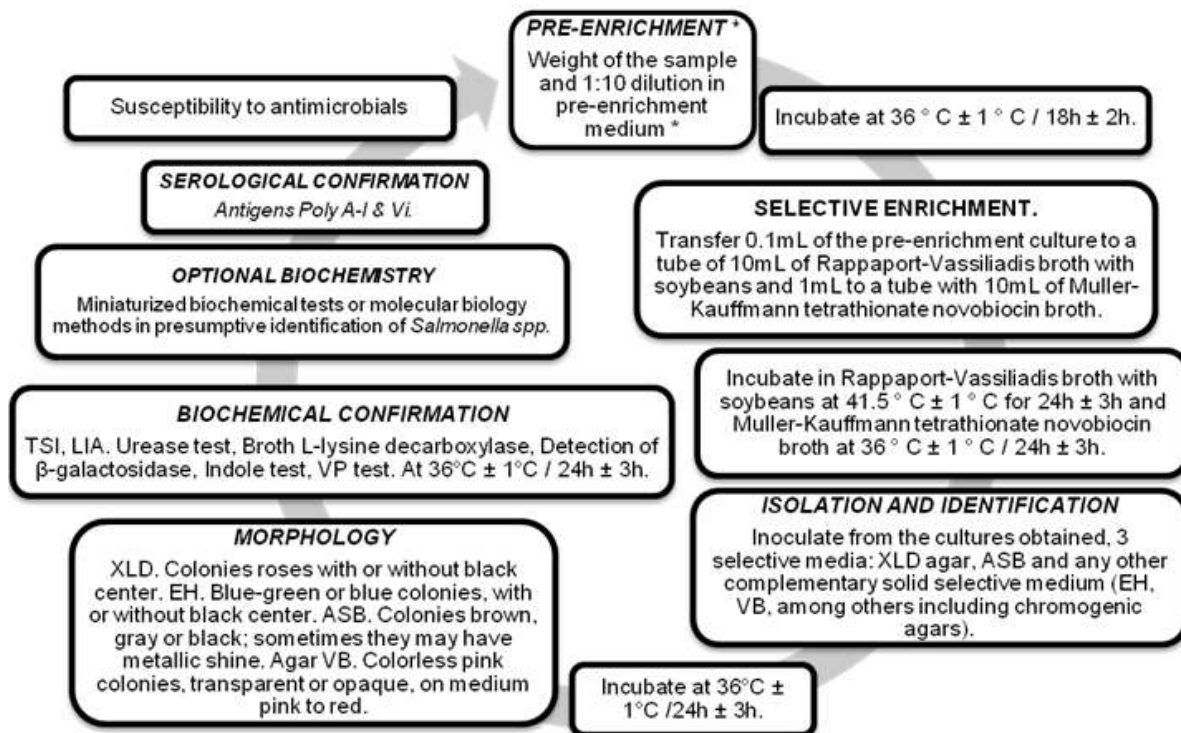 PRE-ENRICHMENT *
Weight of the sample
and 1:10 dilution in
pre-enrichment
medium *
Incubate at 36 ° C ± 1 ° C / 18h ± 2h.
SELECTIVE ENRICHMENT.
Transfer 0.1mL of the pre-enrichment culture to a
tube of 10mL of Rappaport-Vassiliadis broth with
soybeans and 1mL to a tube with 10mL of Muller-
Kauffmann tetrathionate novobiocin broth.
Incubate in Rappaport-Vassiliadis broth with
soybeans at 41.5 ° C ± 1 ° C for 24h ± 3h and
Muller-Kauffmann tetrathionate novobiocin
broth at 36 ° C ± 1 ° C / 24h ± 3h.
ISOLATION AND IDENTIFICATION
Inoculate from the cultures obtained, 3
selective media: XLD agar, ASB and any other
complementary solid selective medium (EH,
VB, among others including chromogenic
agars).
Incubate at 36°C ±
1°C /24h ± 3h.
MORPHOLOGY
XLD. Colonies roses with or without black
center. EH. Blue-green or blue colonies, with
or without black center. ASB. Colonies brown,
gray or black; sometimes they may have
metallic shine. Agar VB. Colorless pink
colonies, transparent or opaque, on medium
pink to red.
BIOCHEMICAL CONFIRMATION
TSI, LIA. Urease test, Broth L-lysine decarboxylase, Detection of
β-galactosidase, Indole test, VP test. At 36°C ± 1°C / 24h ± 3h.
OPTIONAL BIOCHEMISTRY
Miniaturized biochemical tests or molecular biology
methods in presumptive identification of Salmonella spp.
SEROLOGICAL CONFIRMATION
Antigens Poly A-I & Vi.
Susceptibility to antimicrobials